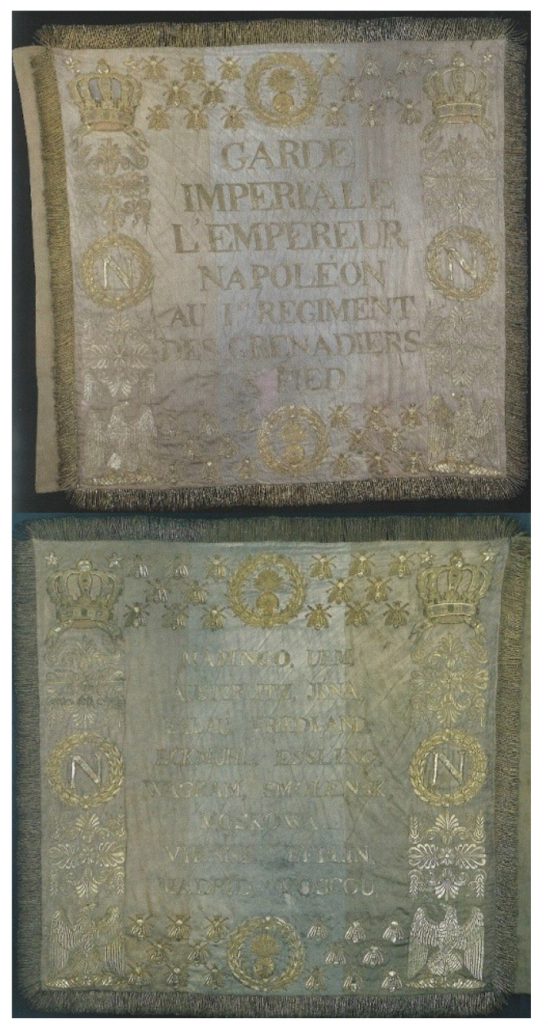 GARDE
IMPERIALE
L'EMPEREUR
NAPOLÉON
AU 1ER REGIMENT
DES GRENADIERS
PIED
N
N
MARENGO, ULM,
AUSTERLITZ, JENA,
EYLAU, FRIEDLAND,
ECKMUHL, ESSLING,
WAGRAM, SMOLENSK,
MOSKOWA
VIENNE, BERLIN,
MADRID, MOSCOU
N
N